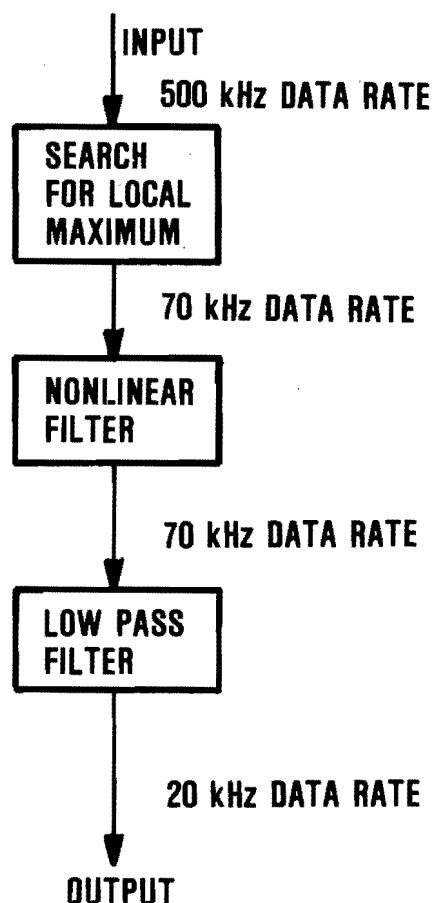 INPUT
500 kHz DATA RATE
SEARCH
FOR LOCAL
MAXIMUM
70 kHz DATA RATE
NONLINEAR
FILTER
70 kHz DATA RATE
LOW PASS
FILTER
20 kHz DATA RATE
OUTPUT